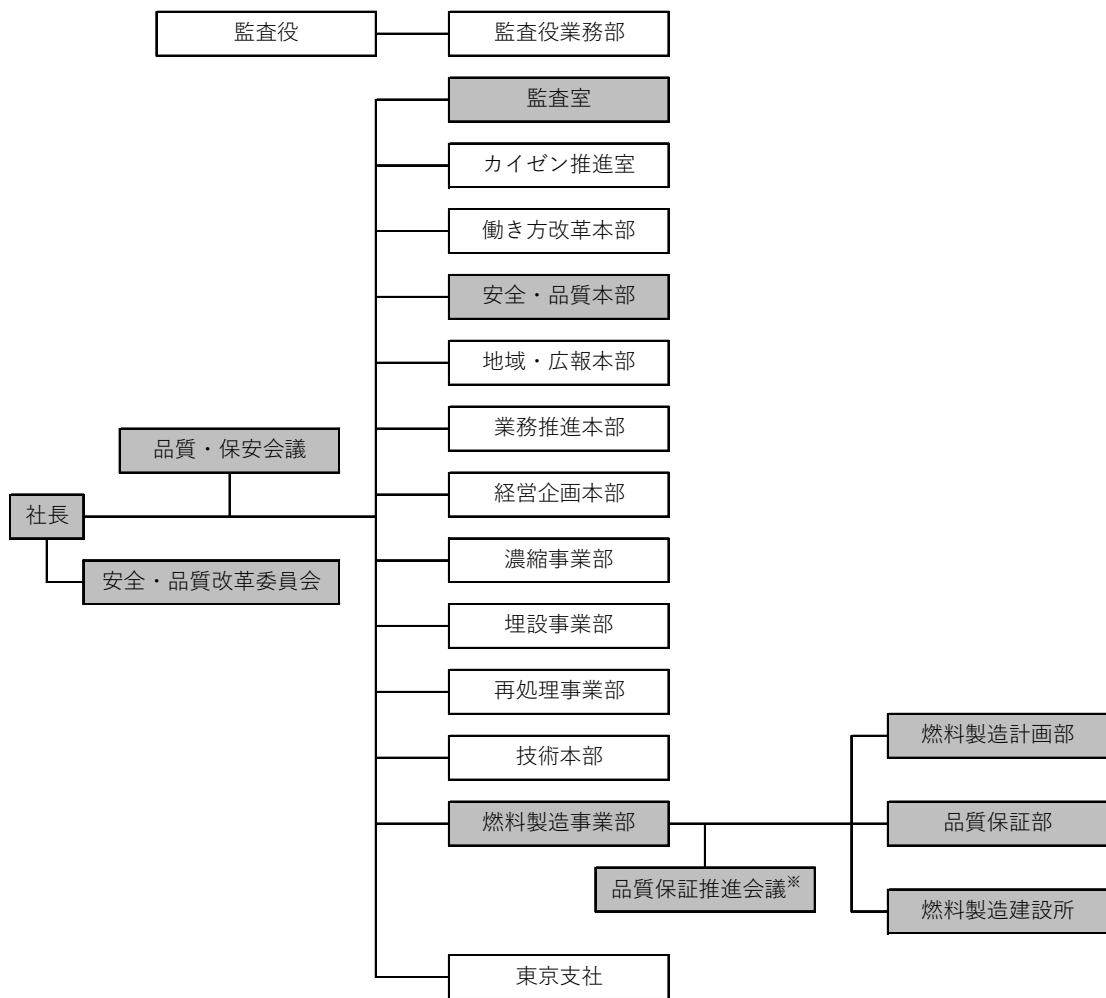 監査役
監査役業務部
監査室
カイゼン推進室
働き方改革本部
安全・品質本部
地域・広報本部
業務推進本部
品質・保安会議
経営企画本部
社長
濃縮事業部
安全・品質改革委員会
埋設事業部
再処理事業部
燃料製造計画部
技術本部
燃料製造事業部
品質保証部
品質保証推進会議※
燃料製造建設所
東京支社